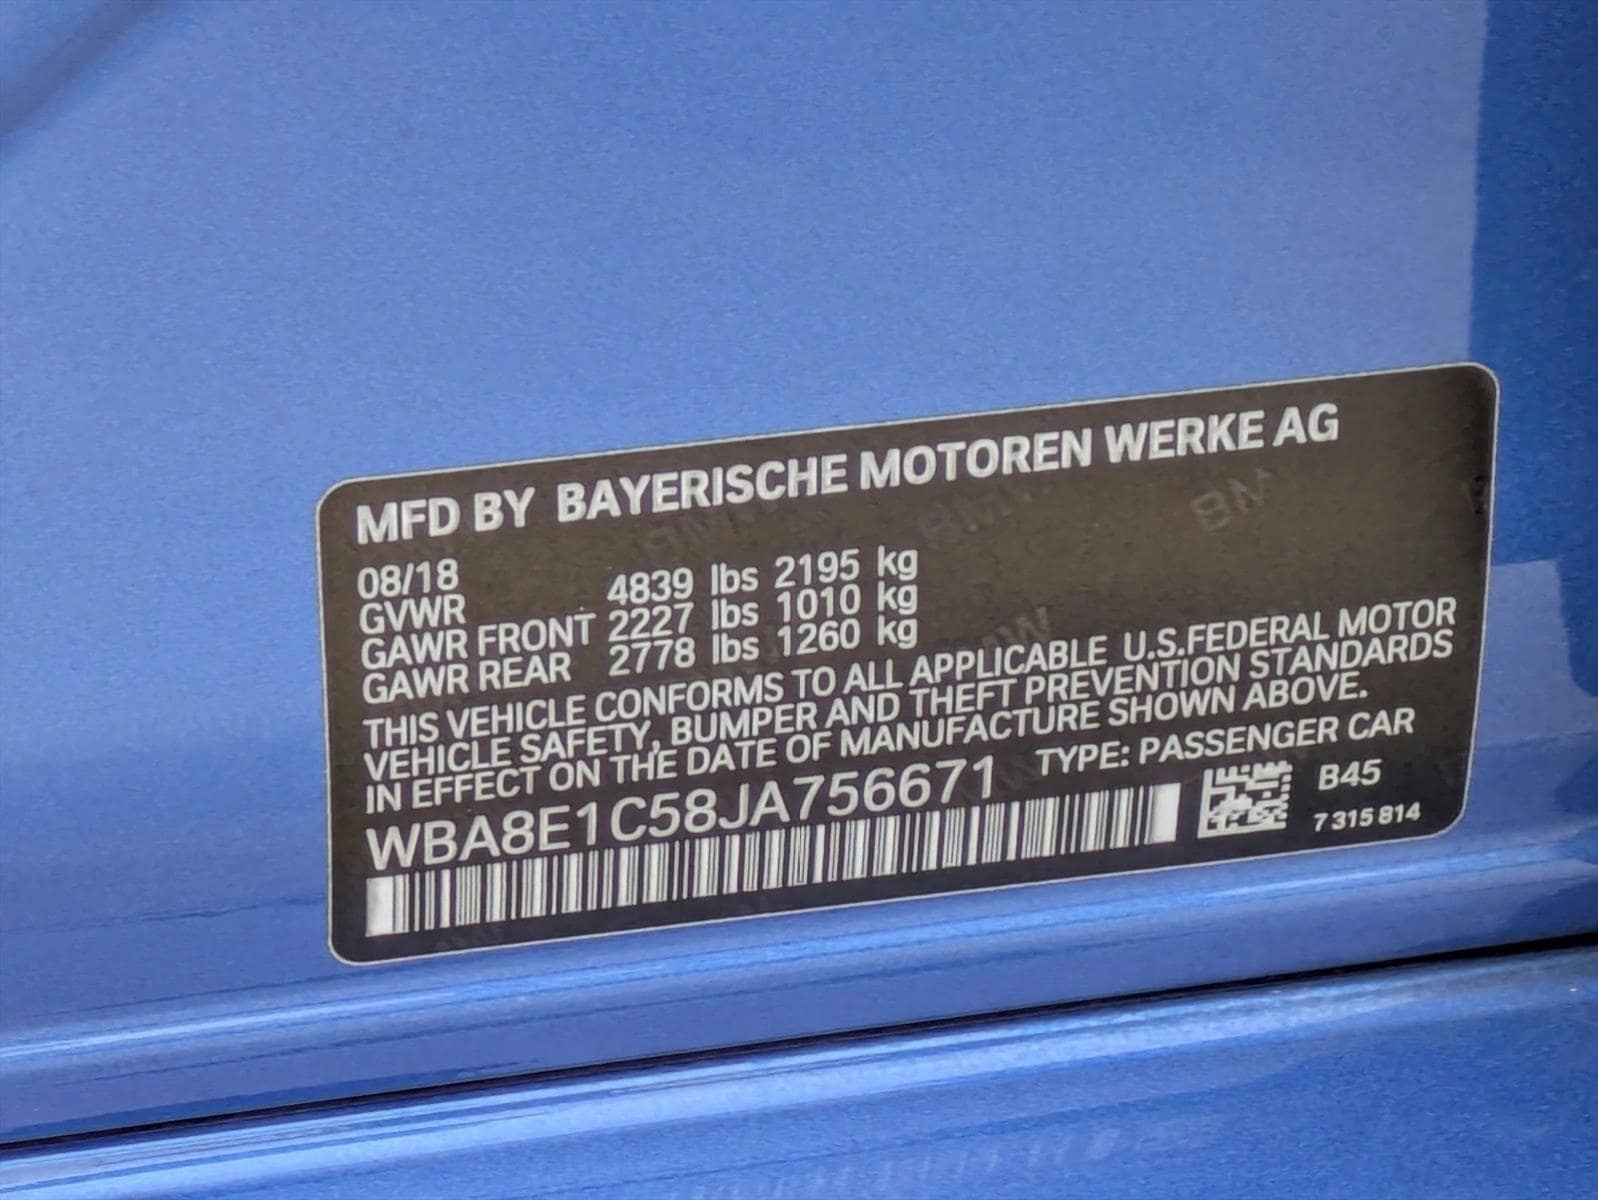 MFD BY BAYERISCHE MOTOREN WERKE AG
08/18
GVWR 4839 lbs 2195 kg
GAWR FRONT 2227 lbs 1010 kg
GAWR REAR 2778 lbs 1260 kg
THIS VEHICLE CONFORMS TO ALL APPLICABLE U.S.FEDERAL MOTOR
VEHICLE SAFETY, BUMPER AND THEFT PREVENTION STANDARDS
IN EFFECT ON THE DATE OF MANUFACTURE SHOWN ABOVE.
WBA8E1C58JA756671 TYPE: PASSENGER CAR
B45
7 315 814